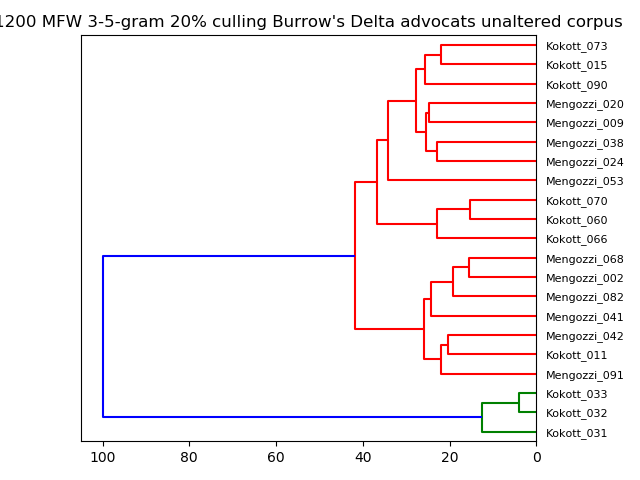 1200 MFW 3-5-gram 20% culling Burrow's Delta advocats unaltered corpus
Kokott_073
Kokott_015
Kokott_090
Mengozzi_020
Mengozzi_009
Mengozzi_038
Mengozzi_024
Mengozzi_053
Kokott_070
Kokott_060
Kokott_066
Mengozzi_068
Mengozzi_002
Mengozzi_082
Mengozzi_041
Mengozzi_042
Kokott_011
Mengozzi_091
Kokott_033
Kokott_032
Kokott_031
100 80 60 40 20 0